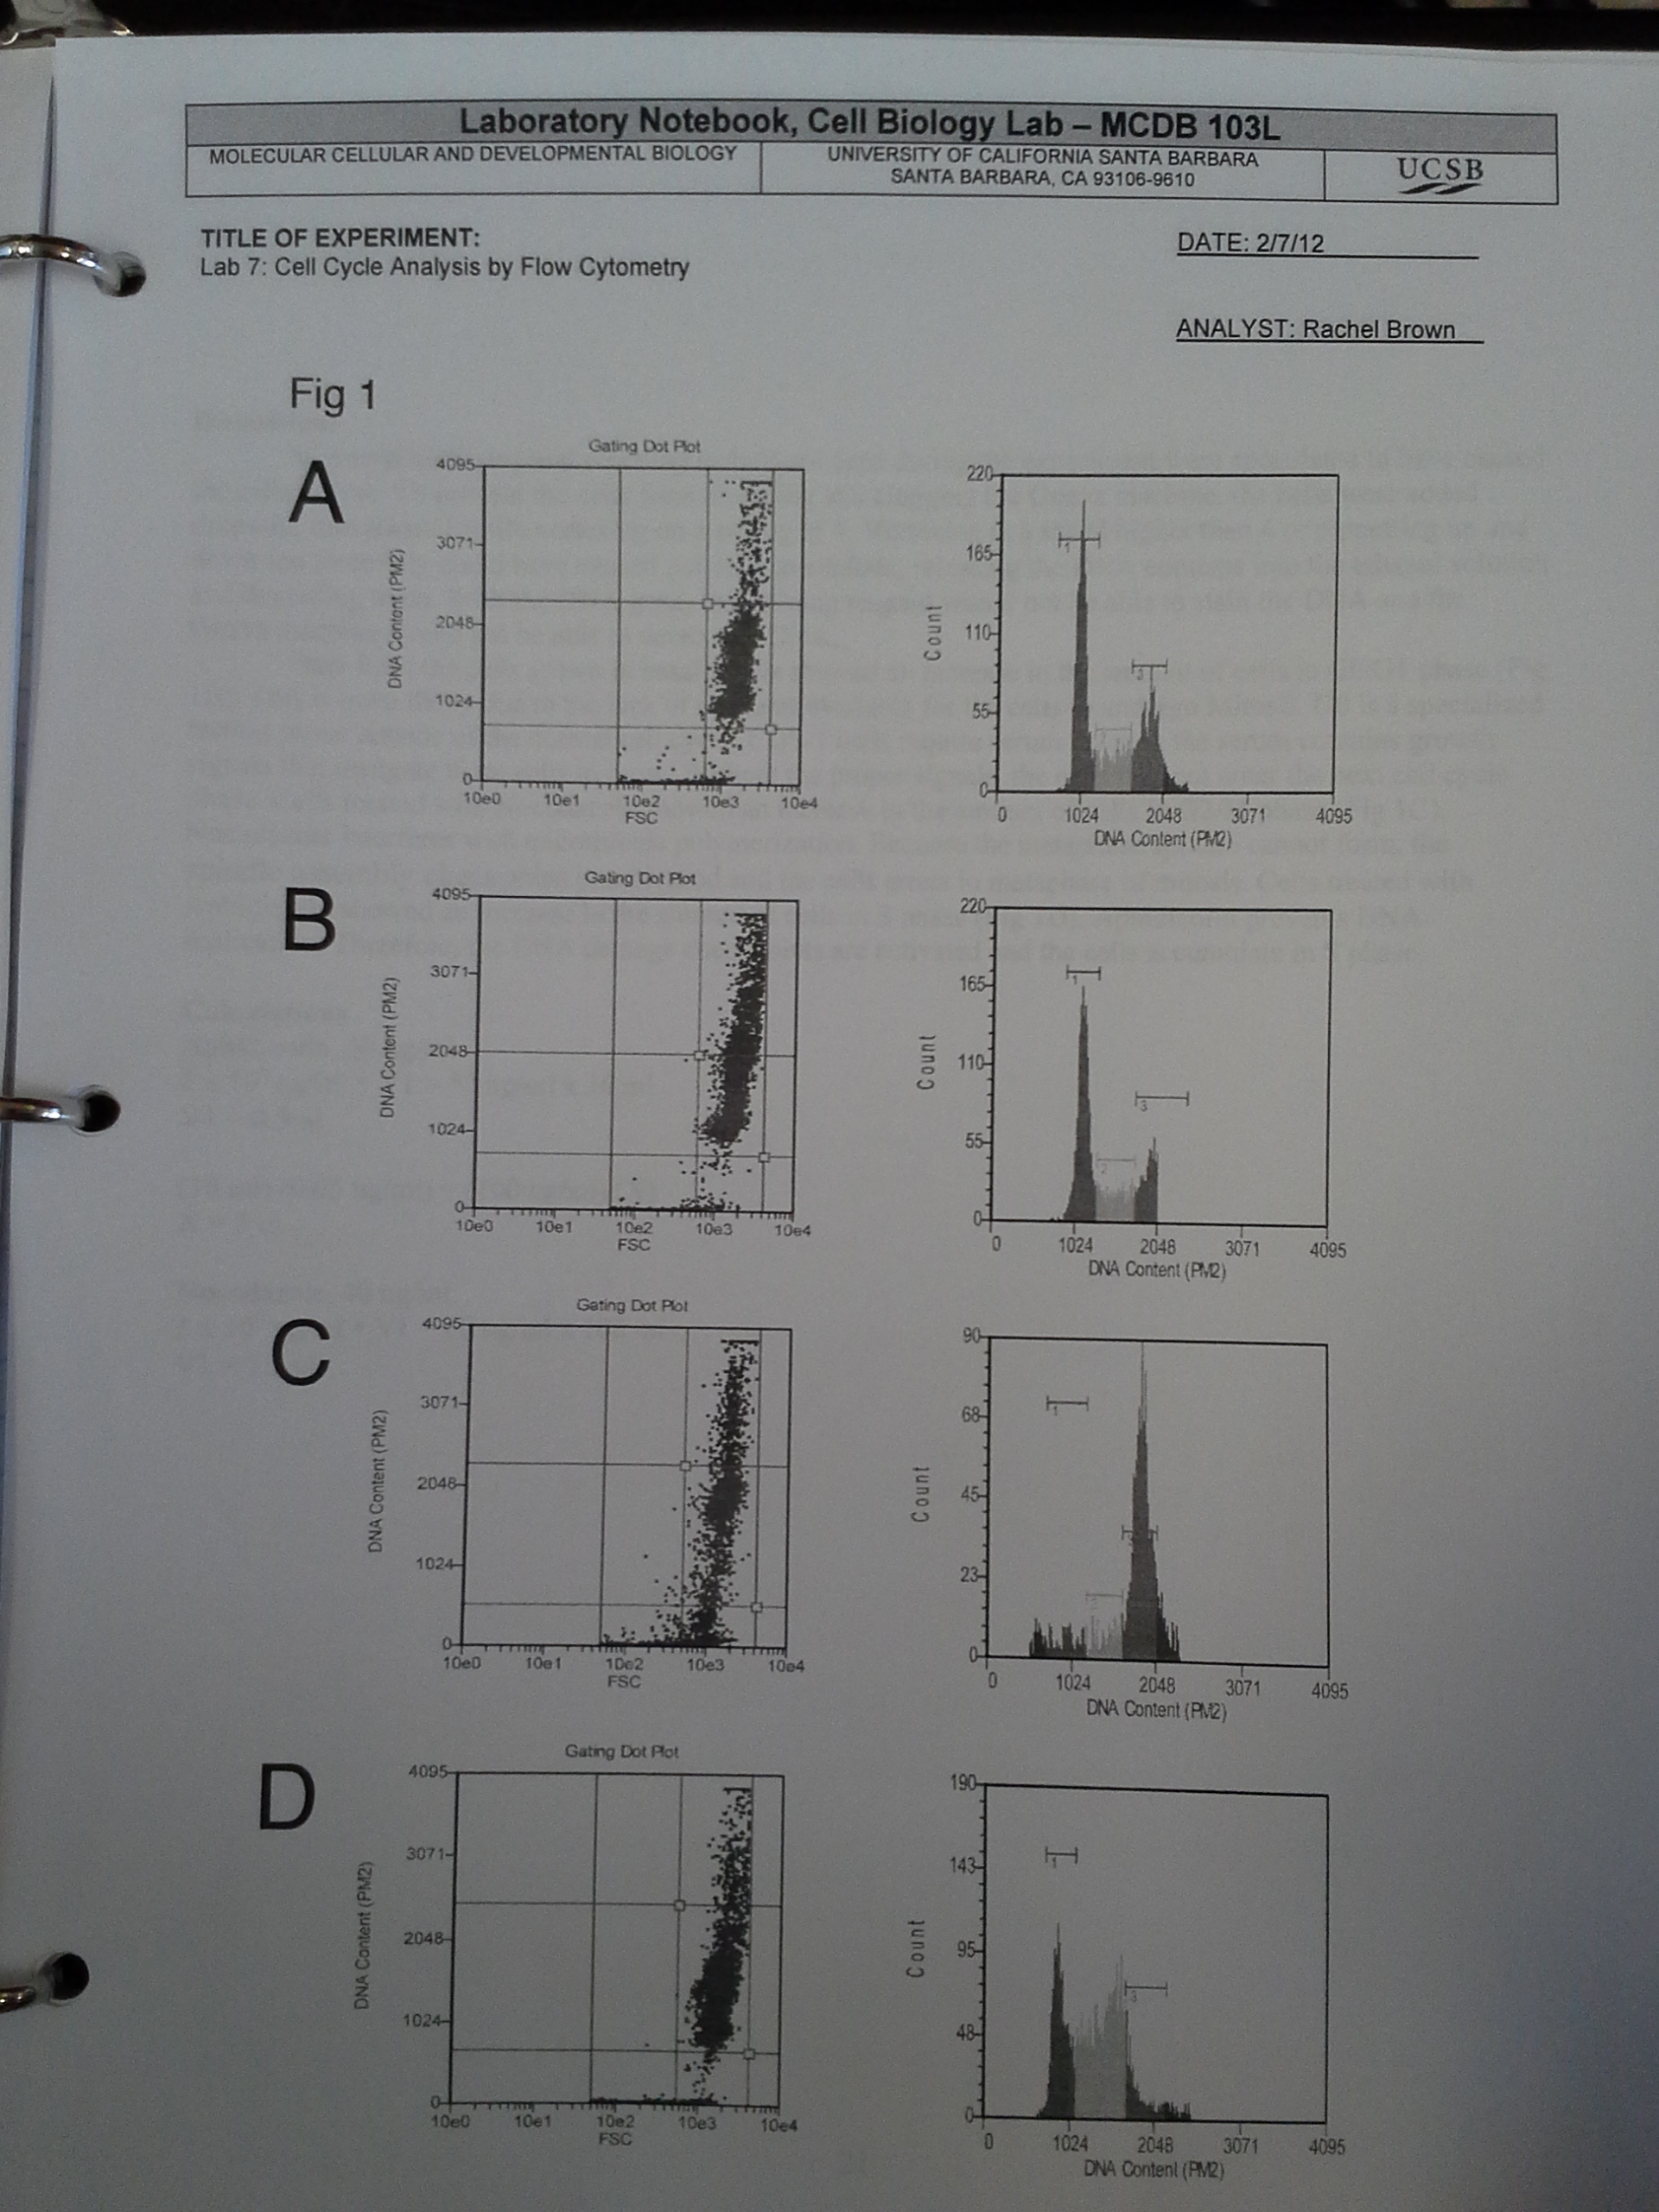 Laboratory Notebook, Cell Biology Lab – MCDB 103L
MOLECULAR CELLULAR AND DEVELOPMENTAL BIOLOGY
UNIVERSITY OF CALIFORNIA SANTA BARBARA
SANTA BARBARA, CA 93106-9610
UCSB
TITLE OF EXPERIMENT:
Lab 7: Cell Cycle Analysis by Flow Cytometry
DATE: 2/7/12
ANALYST: Rachel Brown
Fig 1
A
Gating Dot Plot
DNA Content (PM2)
4095
3071
2048
1024
0
10e0 10e1 10e2 10e3 10e4
FSC
Count
220
165
110
55
0
1
3
0 1024 2048 3071 4095
DNA Content (PM2)
B
Gating Dot Plot
DNA Content (PM2)
4095
3071
2048
1024
0
10e0 10e1 10e2 10e3 10e4
FSC
Count
220
165
110
55
0
1
2
3
0 1024 2048 3071 4095
DNA Content (PM2)
C
Gating Dot Plot
DNA Content (PM2)
4095
3071
2048
1024
0
10e0 10e1 10e2 10e3 10e4
FSC
Count
90
68
45
23
0
1
0 1024 2048 3071 4095
DNA Content (PM2)
D
Gating Dot Plot
DNA Content (PM2)
4095
3071
2048
1024
0
10e0 10e1 10e2 10e3 10e4
FSC
Count
190
143
95
48
0
1
3
0 1024 2048 3071 4095
DNA Content (PM2)